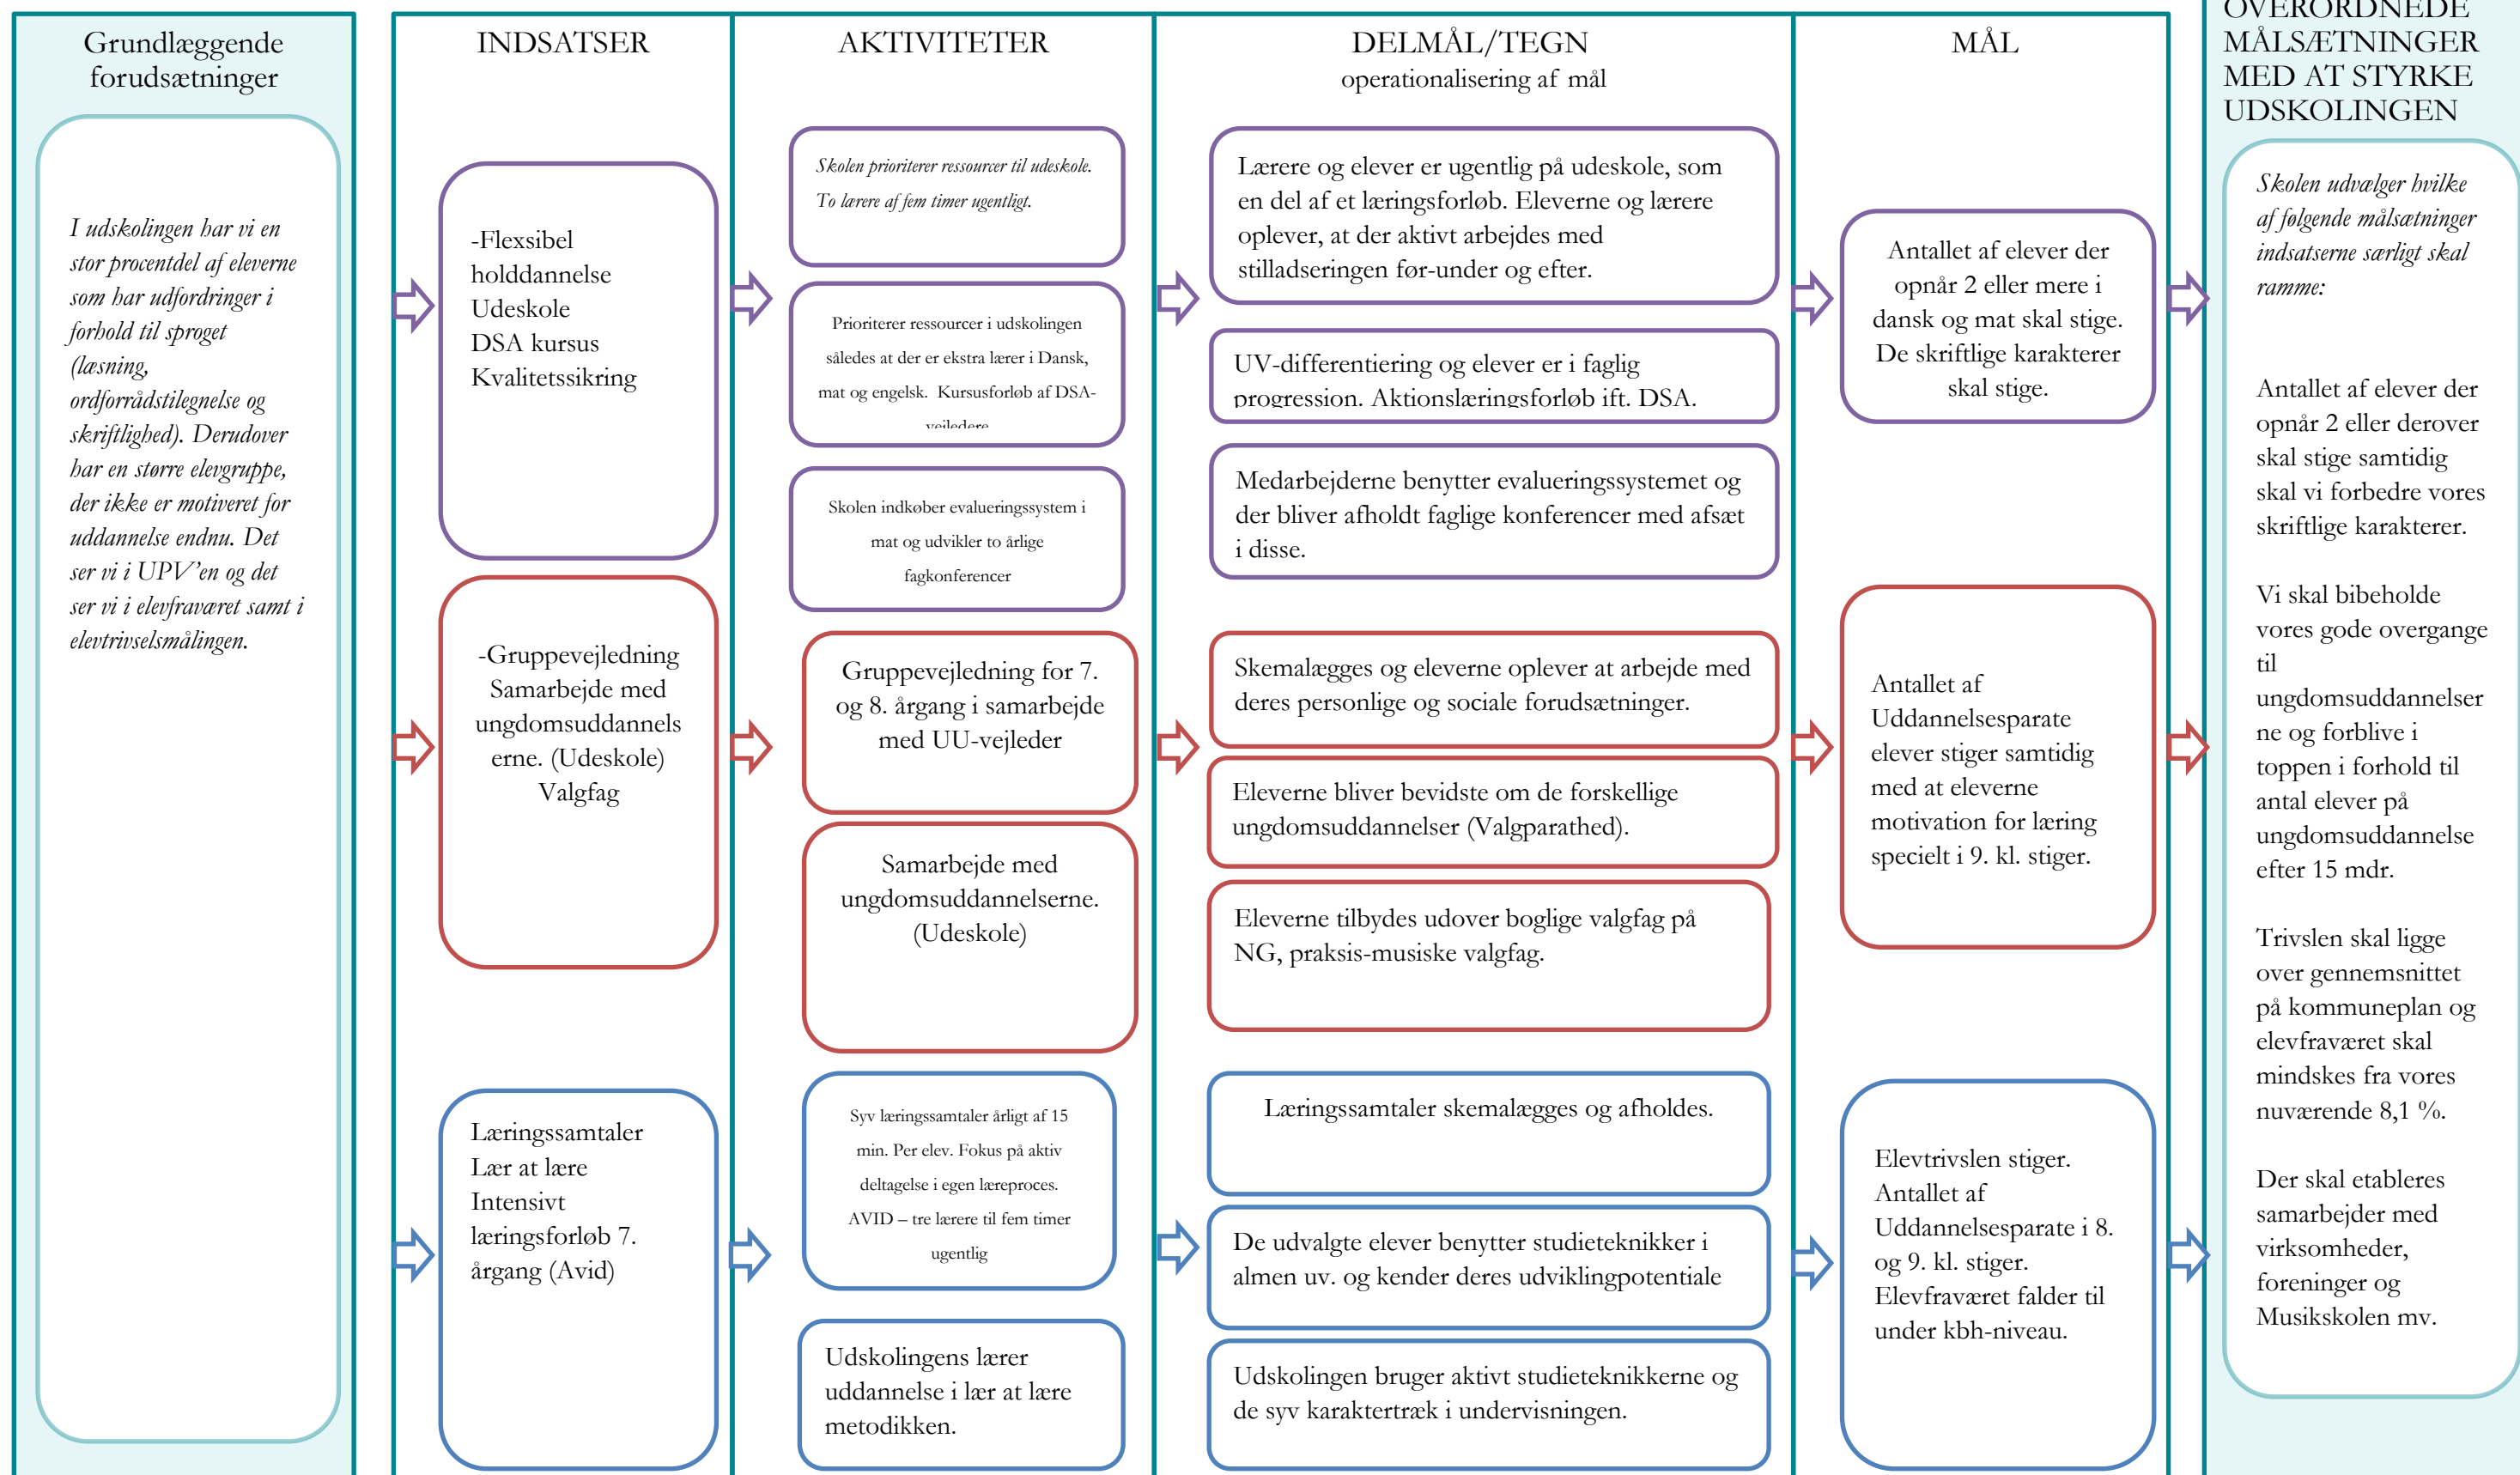 Grundlæggende
forudsætninger
I udskolingen har vi en
stor procentdel af eleverne
som har udfordringer i
forhold til sproget
(læsning,
ordforrådstilegnelse og
skriftlighed). Derudover
har en større elevgruppe,
der ikke er motiveret for
uddannelse endnu. Det
ser vi i UPV'en og det
ser vi i elevfraværet samt i
elevtrivselsmålingen.
INDSATSER
-Flexsibel
holddannelse
Udeskole
DSA kursus
Kvalitetssikring
-Gruppevejledning
Samarbejde med
ungdomsuddannels
erne. (Udeskole)
Valgfag
Læringssamtaler
Lær at lære
Intensivt
læringsforløb 7.
årgang (Avid)
AKTIVITETER
Skolen prioriterer ressourcer til udeskole.
To lærere af fem timer ugentligt.
Prioriterer ressourcer i udskolingen
således at der er ekstra lærer i Dansk,
mat og engelsk. Kursusforløb af DSA-
vejledere
Skolen indkøber evalueringssystem i
mat og udvikler to årlige
fagkonferencer
Gruppevejledning for 7.
og 8. årgang i samarbejde
med UU-vejleder
Samarbejde med
ungdomsuddannelserne.
(Udeskole)
Syv læringssamtaler årligt af 15
min. Per elev. Fokus på aktiv
deltagelse i egen læreproces.
AVID – tre lærere til fem timer
ugentlig
Udskolingens lærer
uddannelse i lær at lære
metodikken.
DELMÅL/TEGN
operationalisering af mål
Lærere og elever er ugentlig på udeskole, som
en del af et læringsforløb. Eleverne og lærere
oplever, at der aktivt arbejdes med
stilladseringen før-under og efter.
UV-differentiering og elever er i faglig
progression. Aktionslæringsforløb ift. DSA.
Medarbejderne benytter evalueringssystemet og
der bliver afholdt faglige konferencer med afsæt
i disse.
Skemalægges og eleverne oplever at arbejde med
deres personlige og sociale forudsætninger.
Eleverne bliver bevidste om de forskellige
ungdomsuddannelser (Valgparathed).
Eleverne tilbydes udover boglige valgfag på
NG, praksis-musiske valgfag.
Læringssamtaler skemalægges og afholdes.
De udvalgte elever benytter studieteknikker i
almen uv. og kender deres udviklingpotentiale
Udskolingen bruger aktivt studieteknikkerne og
de syv karaktertræk i undervisningen.
MÅL
Antallet af elever der
opnår 2 eller mere i
dansk og mat skal stige.
De skriftlige karakterer
skal stige.
Antallet af
Uddannelsesparate
elever stiger samtidig
med at eleverne
motivation for læring
specielt i 9. kl. stiger.
Elevtrivslen stiger.
Antallet af
Uddannelsesparate i 8.
og 9. kl. stiger.
Elevfraværet falder til
under kbh-niveau.
OVERORDNEDE
MÅLSÆTNINGER
MED AT STYRKE
UDSKOLINGEN
Skolen udvælger hvilke
af følgende målsætninger
indsatserne særligt skal
ramme:
Antallet af elever der
opnår 2 eller derover
skal stige samtidig
skal vi forbedre vores
skriftlige karakterer.
Vi skal bibeholde
vores gode overgange
til
ungdomsuddannelser
ne og forblive i
toppen i forhold til
antal elever på
ungdomsuddannelse
efter 15 mdr.
Trivslen skal ligge
over gennemsnittet
på kommuneplan og
elevfraværet skal
mindskes fra vores
nuværende 8,1 %.
Der skal etableres
samarbejder med
virksomheder,
foreninger og
Musikskolen mv.